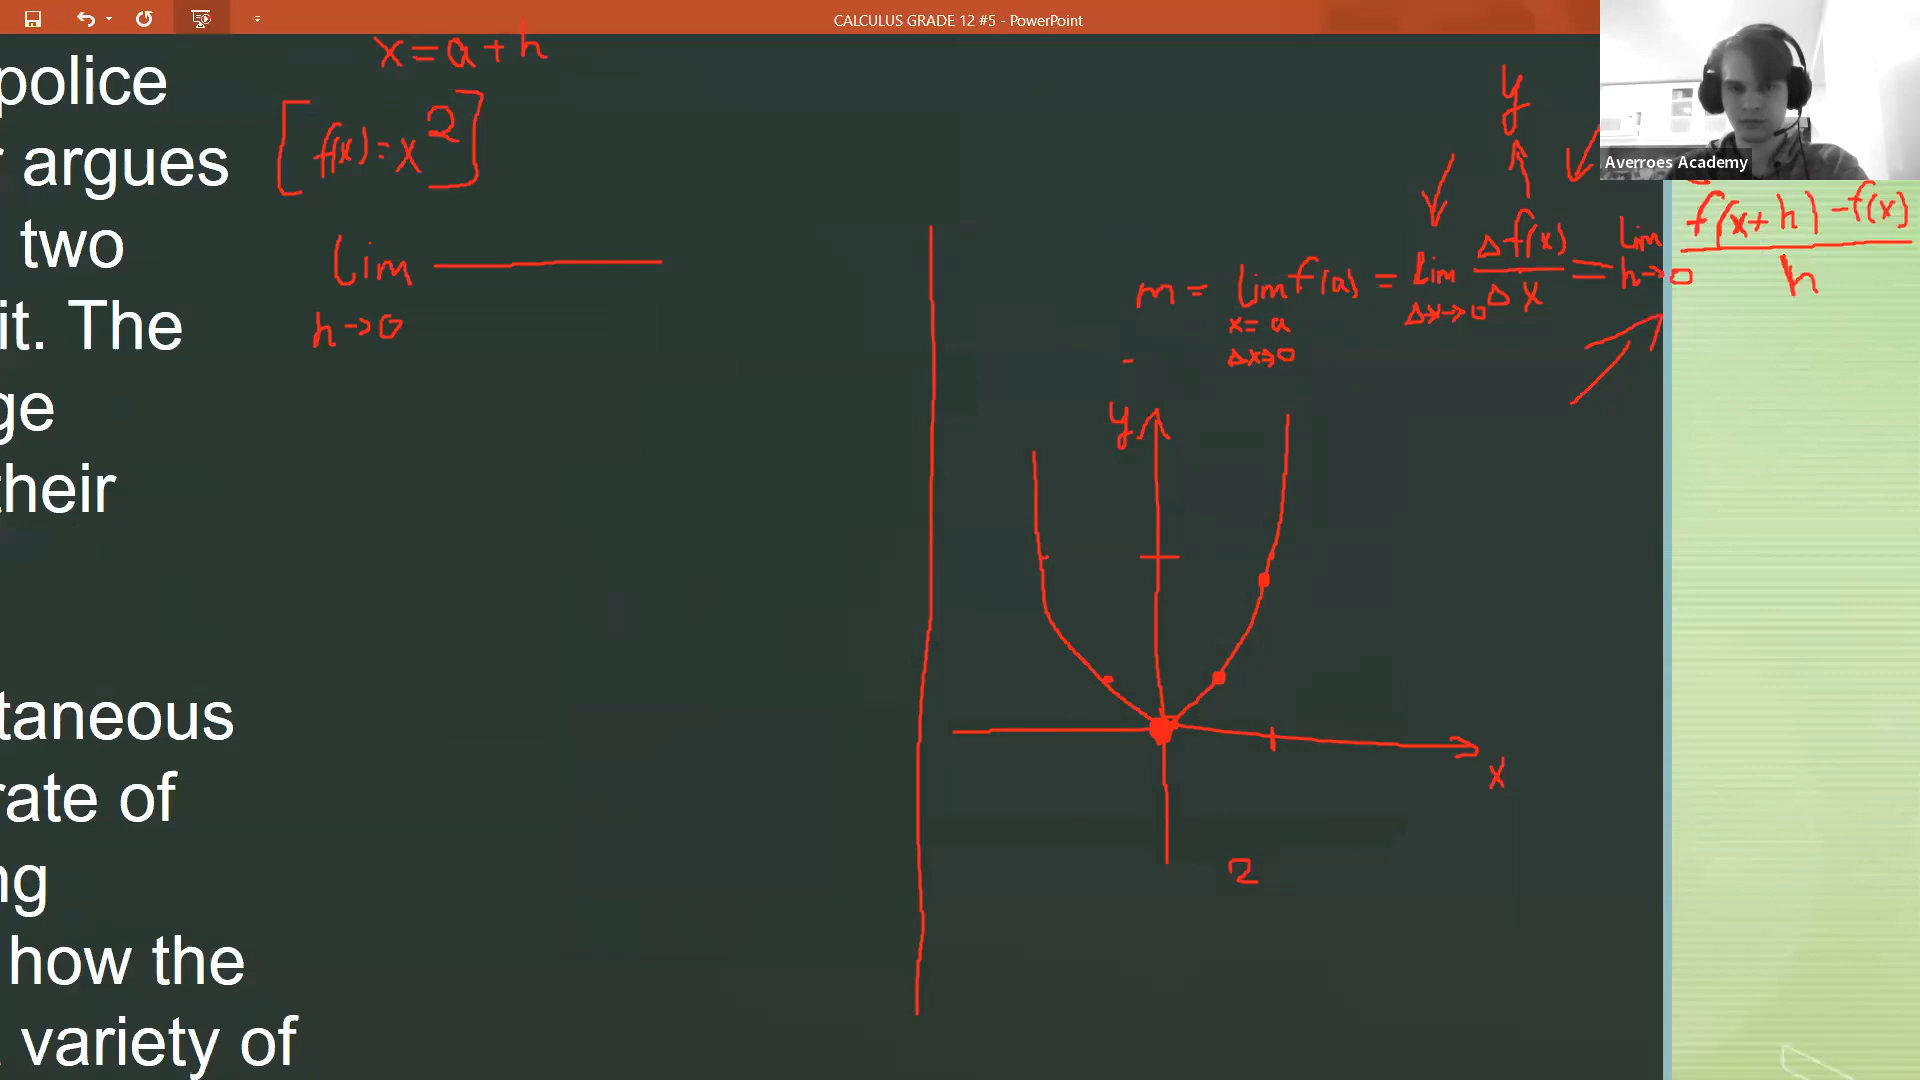 CALCULUS GRADE 12 #5 - PowerPoint
Averroes Academy
police
argues
two
it. The
ge
their
taneous
rate of
ng
how the
variety of
x = a + h
[f(x) = x²]
lim
h→0
y
m = lim f(a) = lim Δf(x)/Δx = lim f(x+h) - f(x)/h
x = a
Δx→0
Δx→0
h→0
y
x
2